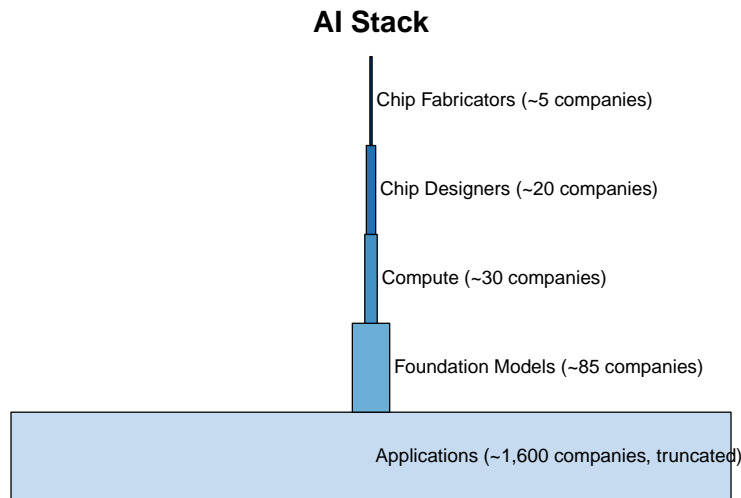 AI Stack
Chip Fabricators (~5 companies)
Chip Designers (~20 companies)
Compute (~30 companies)
Foundation Models (~85 companies)
Applications (~1,600 companies, truncated)